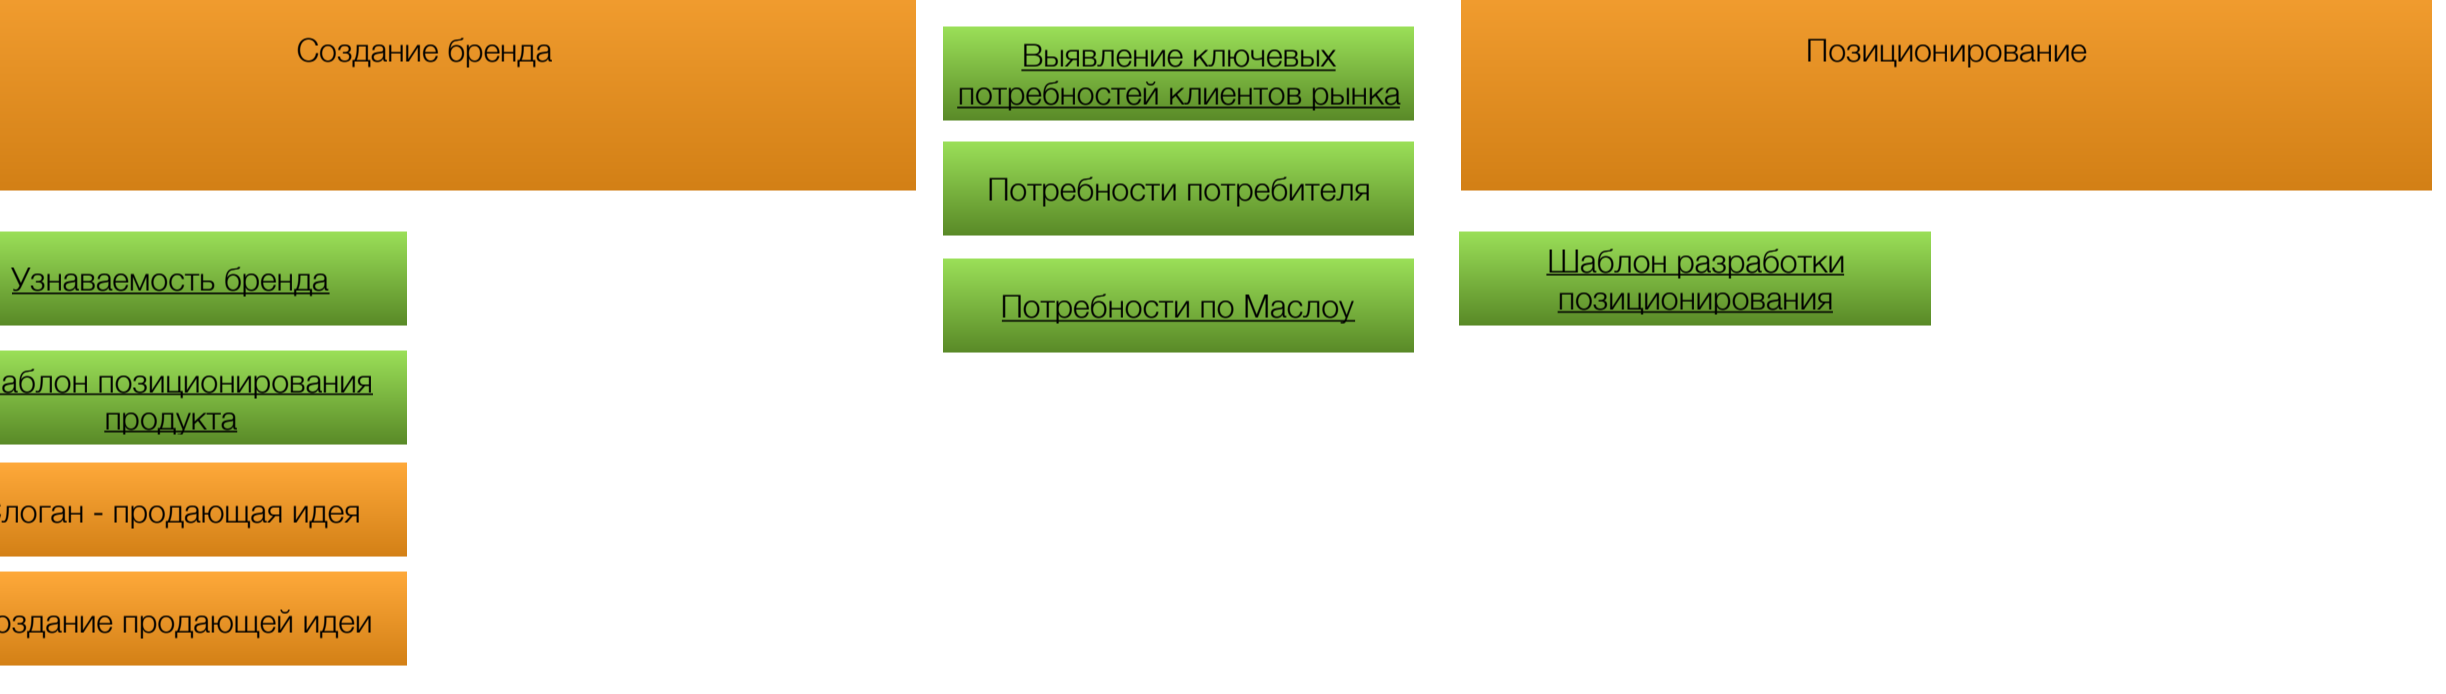 Создание бренда
Выявление ключевых
потребностей клиентов рынка
Потребности потребителя
Потребности по Маслоу
Позиционирование
Узнаваемость бренда
аблон позиционирования
продукта
логан - продающая идея
оздание продающей идеи
Шаблон разработки
позиционирования